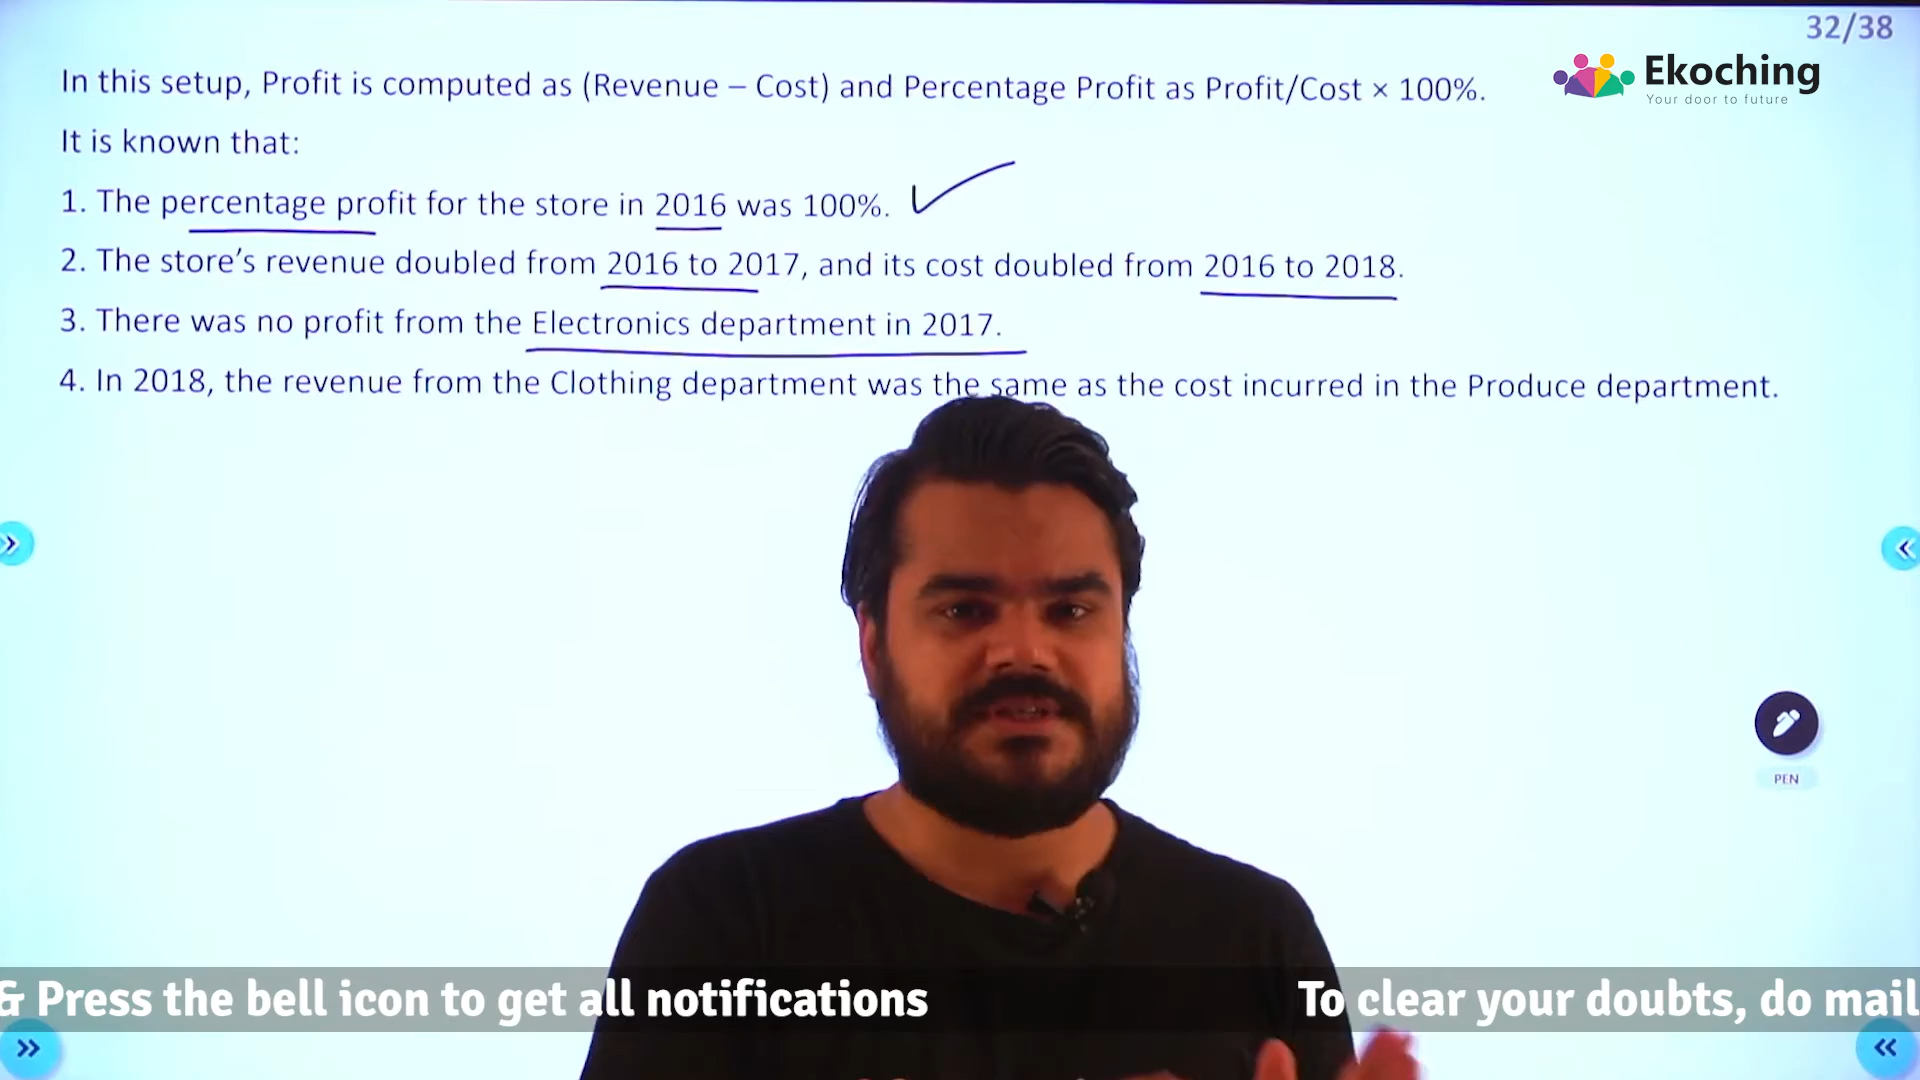 32/38
Ekoching
Your door to future
In this setup, Profit is computed as (Revenue – Cost) and Percentage Profit as Profit/Cost × 100%.
It is known that:
1. The percentage profit for the store in 2016 was 100%.
2. The store's revenue doubled from 2016 to 2017, and its cost doubled from 2016 to 2018.
3. There was no profit from the Electronics department in 2017.
4. In 2018, the revenue from the Clothing department was the same as the cost incurred in the Produce department.
PEN
& Press the bell icon to get all notifications
To clear your doubts, do mail